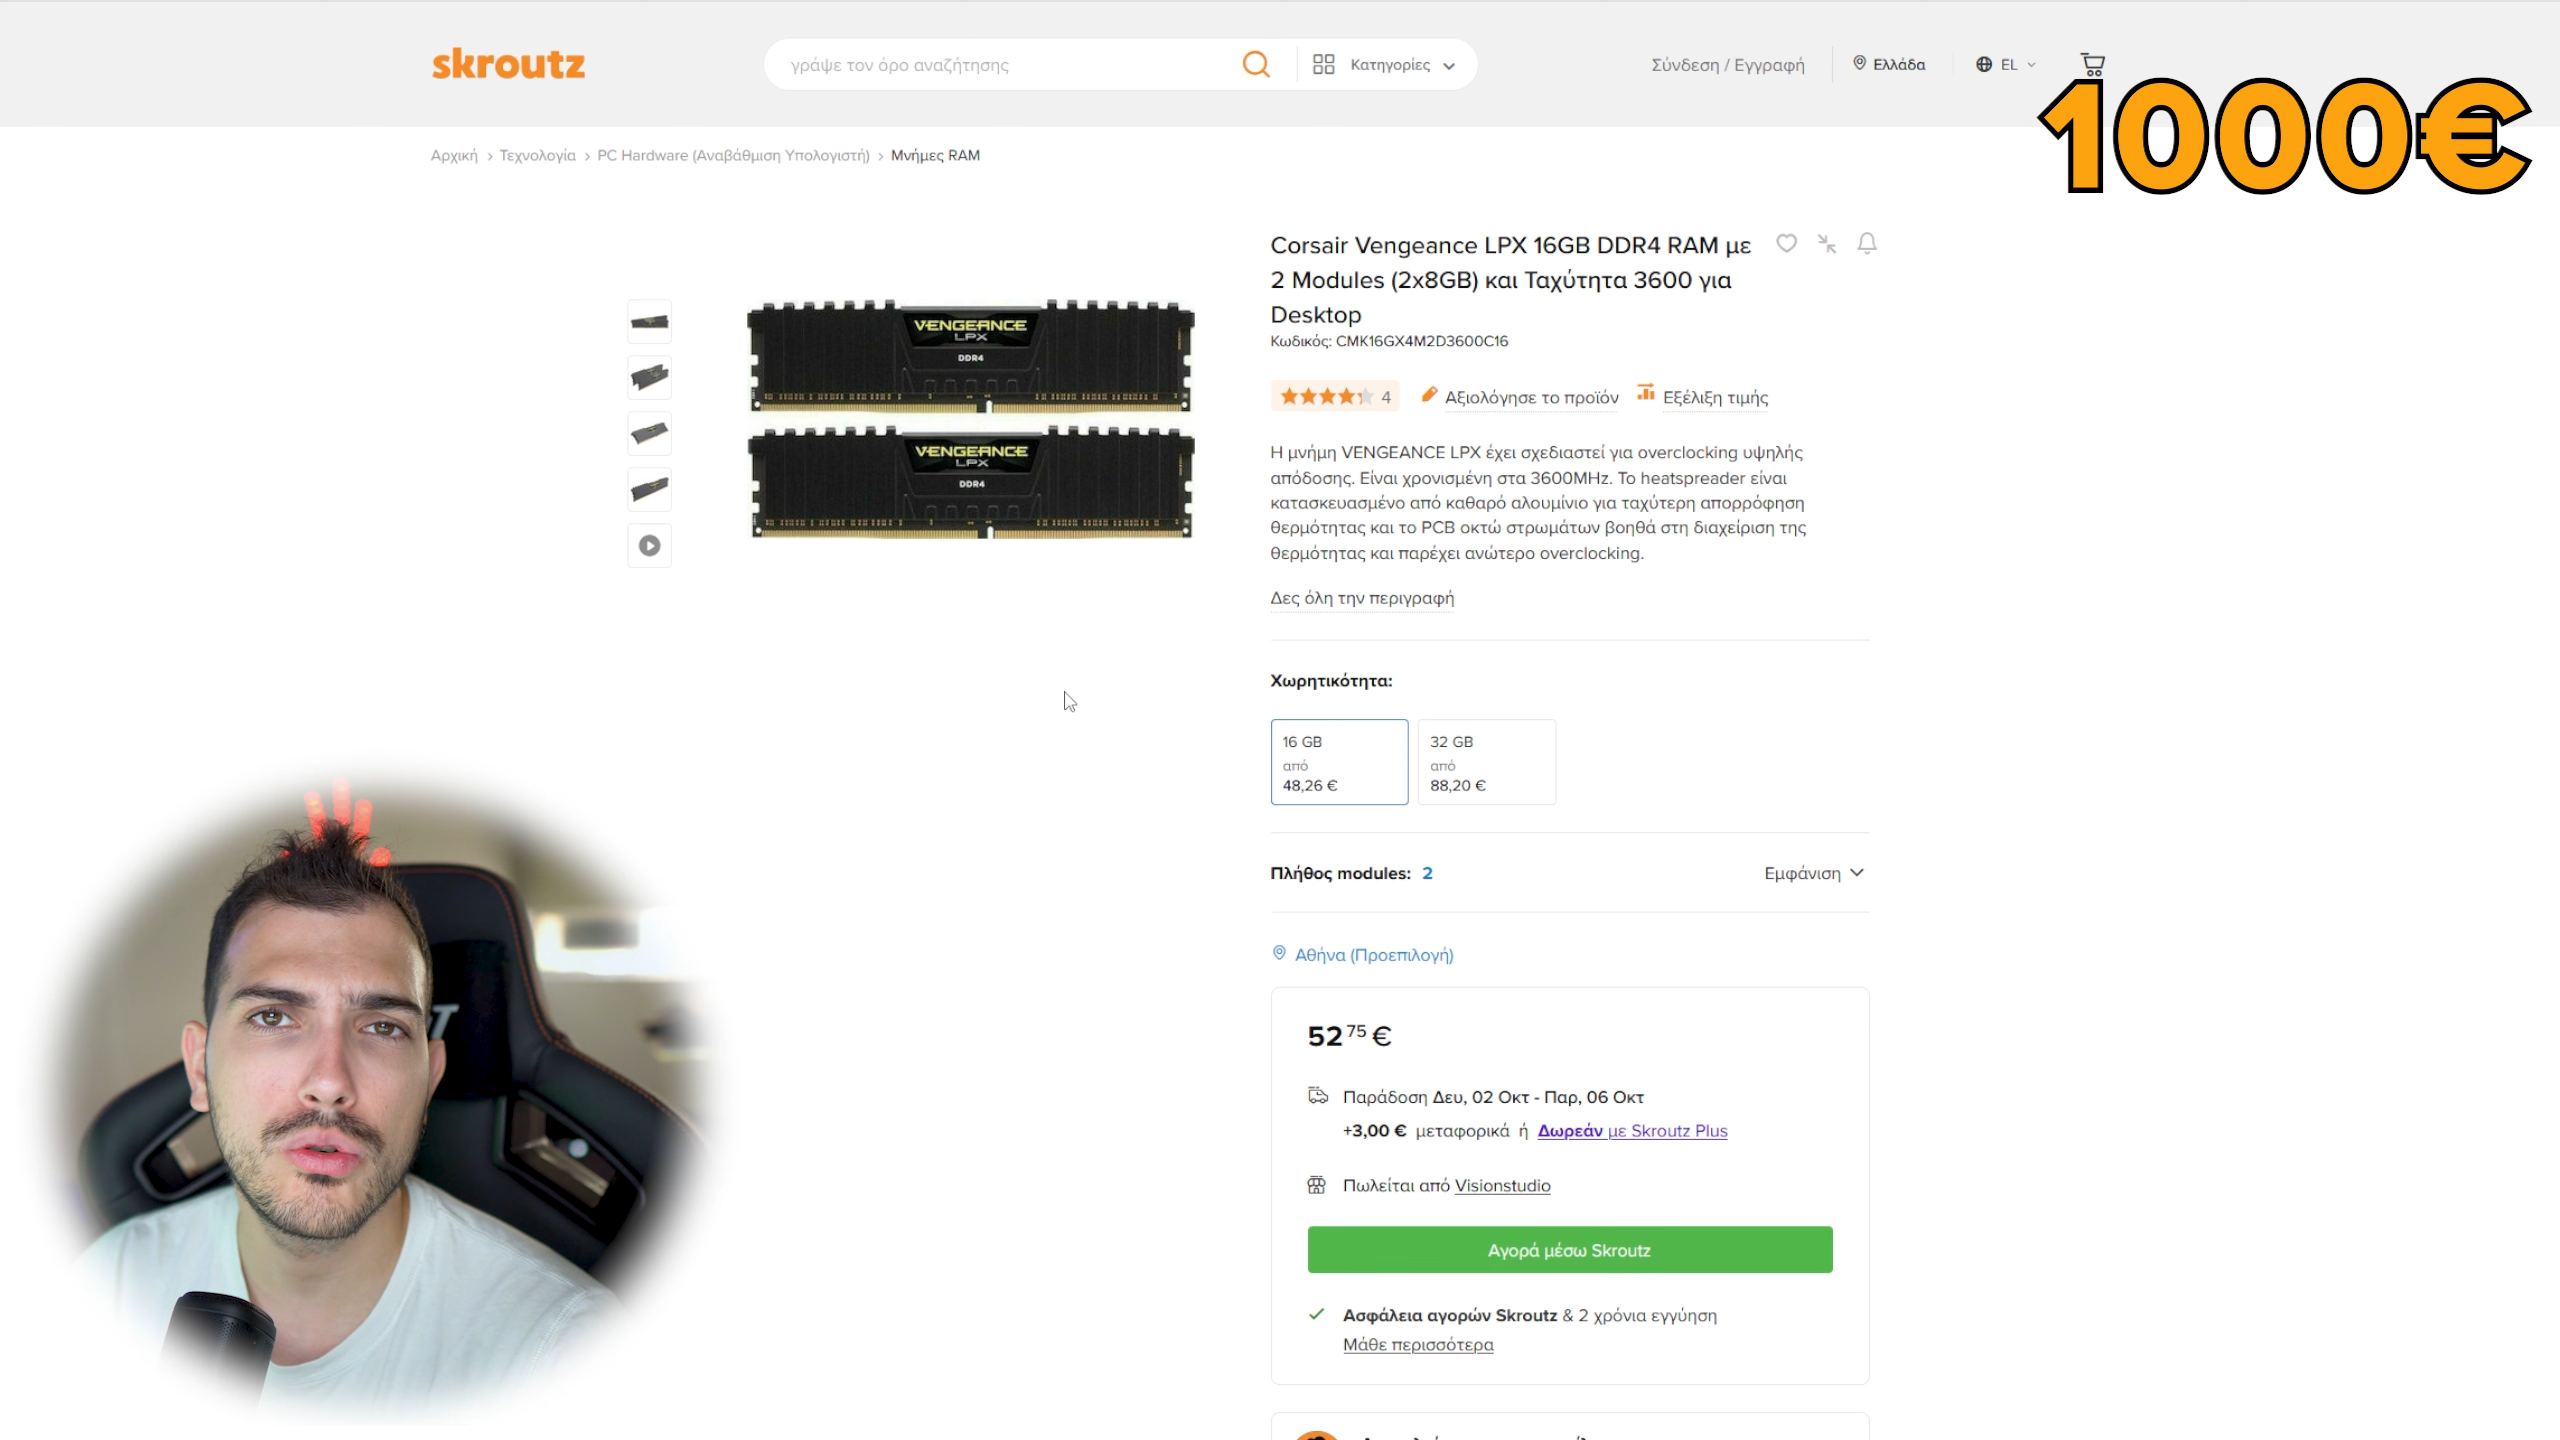 skroutz
γράψε τον όρο αναζήτησης
Κατηγορίες
Σύνδεση / Εγγραφή
Ελλάδα
EL
1000€
Αρχική › Τεχνολογία › PC Hardware (Αναβάθμιση Υπολογιστή) › Μνήμες RAM
Corsair Vengeance LPX 16GB DDR4 RAM με
2 Modules (2x8GB) και Ταχύτητα 3600 για
Desktop
Κωδικός: CMK16GX4M2D3600C16
4
Αξιολόγησε το προϊόν
Εξέλιξη τιμής
VENGEANCE
LPX
DDR4
VENGEANCE
LPX
DDR4
Η μνήμη VENGEANCE LPX έχει σχεδιαστεί για overclocking υψηλής
απόδοσης. Είναι χρονισμένη στα 3600MHz. Το heatspreader είναι
κατασκευασμένο από καθαρό αλουμίνιο για ταχύτερη απορρόφηση
θερμότητας και το PCB οκτώ στρωμάτων βοηθά στη διαχείριση της
θερμότητας και παρέχει ανώτερο overclocking.
Δες όλη την περιγραφή
Χωρητικότητα:
16 GB
από
48,26 €
32 GB
από
88,20 €
Πλήθος modules: 2
Εμφάνιση
Αθήνα (Προεπιλογή)
52 75 €
Παράδοση Δευ, 02 Οκτ - Παρ, 06 Οκτ
+3,00 € μεταφορικά ή Δωρεάν με Skroutz Plus
Πωλείται από Visionstudio
Αγορά μέσω Skroutz
Ασφάλεια αγορών Skroutz & 2 χρόνια εγγύηση
Μάθε περισσότερα